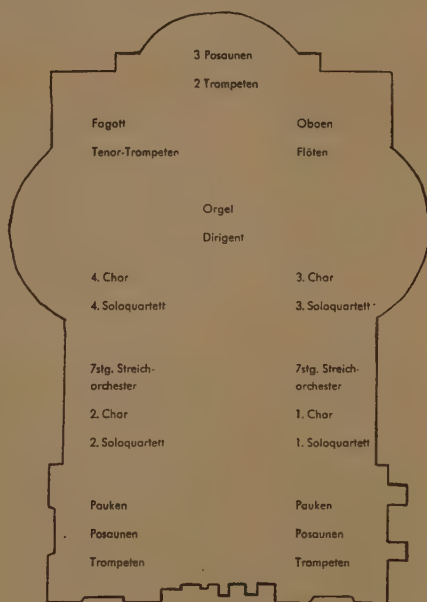 3 Posaunen
2 Trompeten
Fagott
Oboen
Tenor-Trompeten
Flöten
Orgel
Dirigent
4. Chor
3. Chor
4. Soloquartett
3. Soloquartett
7stg. Streich-
orchester
7stg. Streich-
orchester
2. Chor
1. Chor
2. Soloquartett
1. Soloquartett
Pauken
Pauken
Posaunen
Posaunen
Trompeten
Trompeten